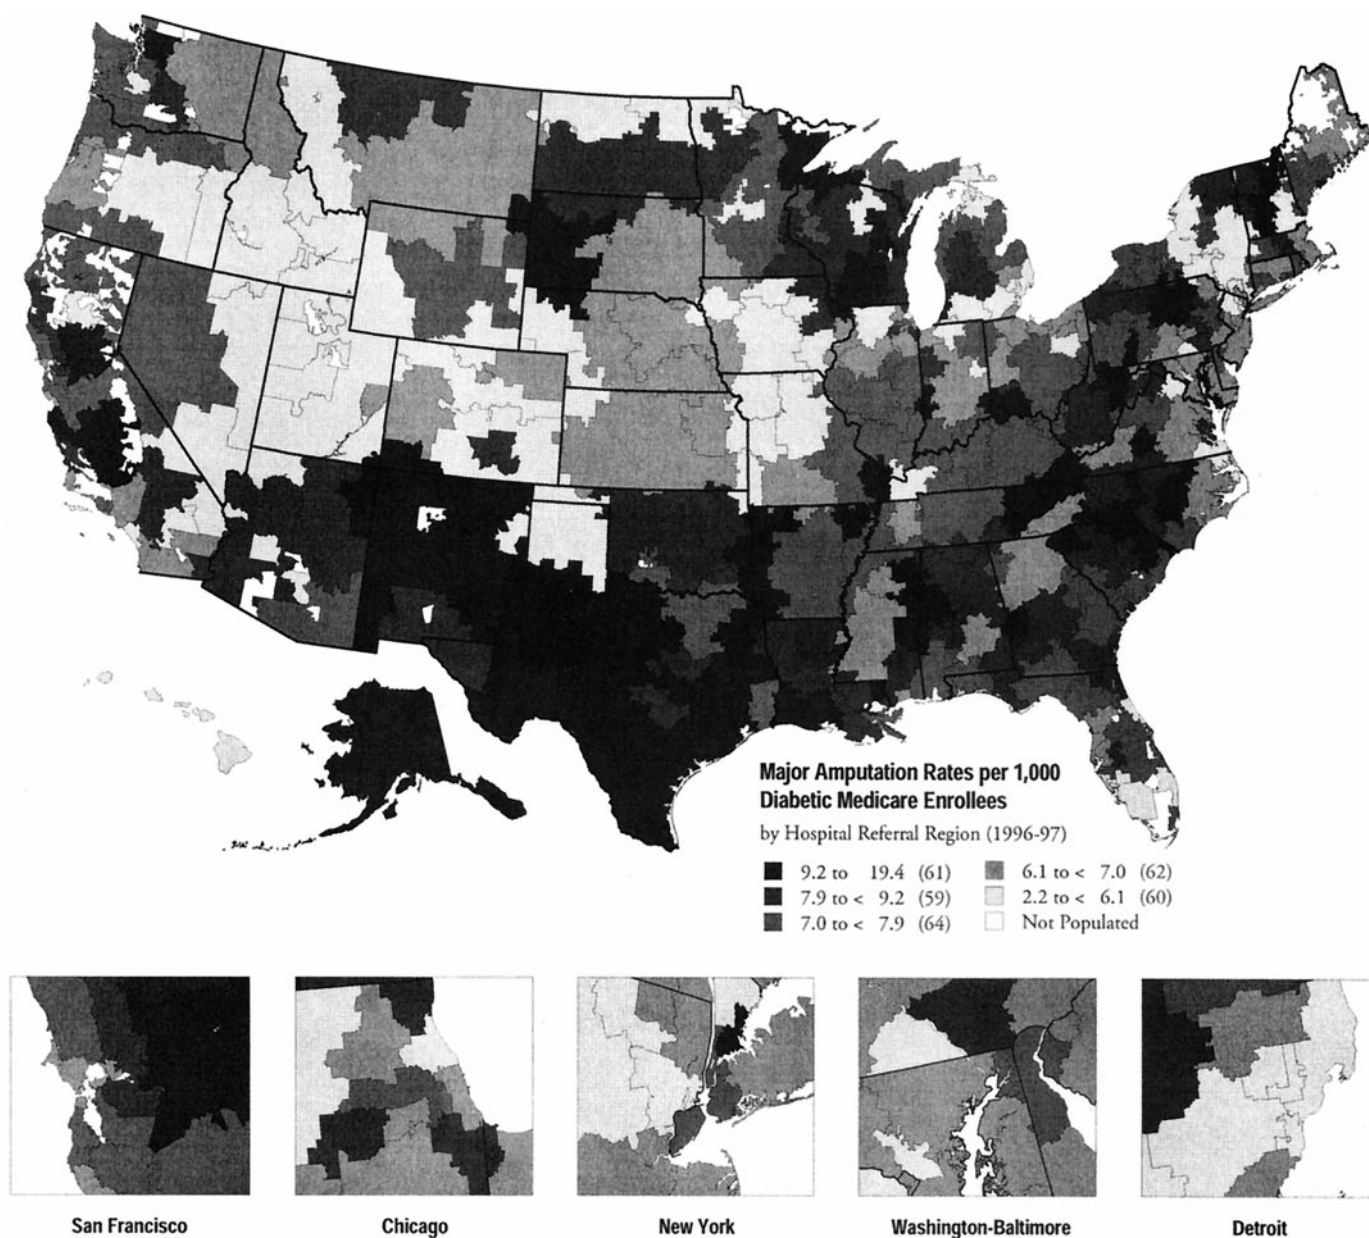 Major Amputation Rates per 1,000
Diabetic Medicare Enrollees
by Hospital Referral Region (1996-97)
9.2 to 19.4 (61)
7.9 to < 9.2 (59)
7.0 to < 7.9 (64)
6.1 to < 7.0 (62)
2.2 to < 6.1 (60)
Not Populated
San Francisco
Chicago
New York
Washington-Baltimore
Detroit